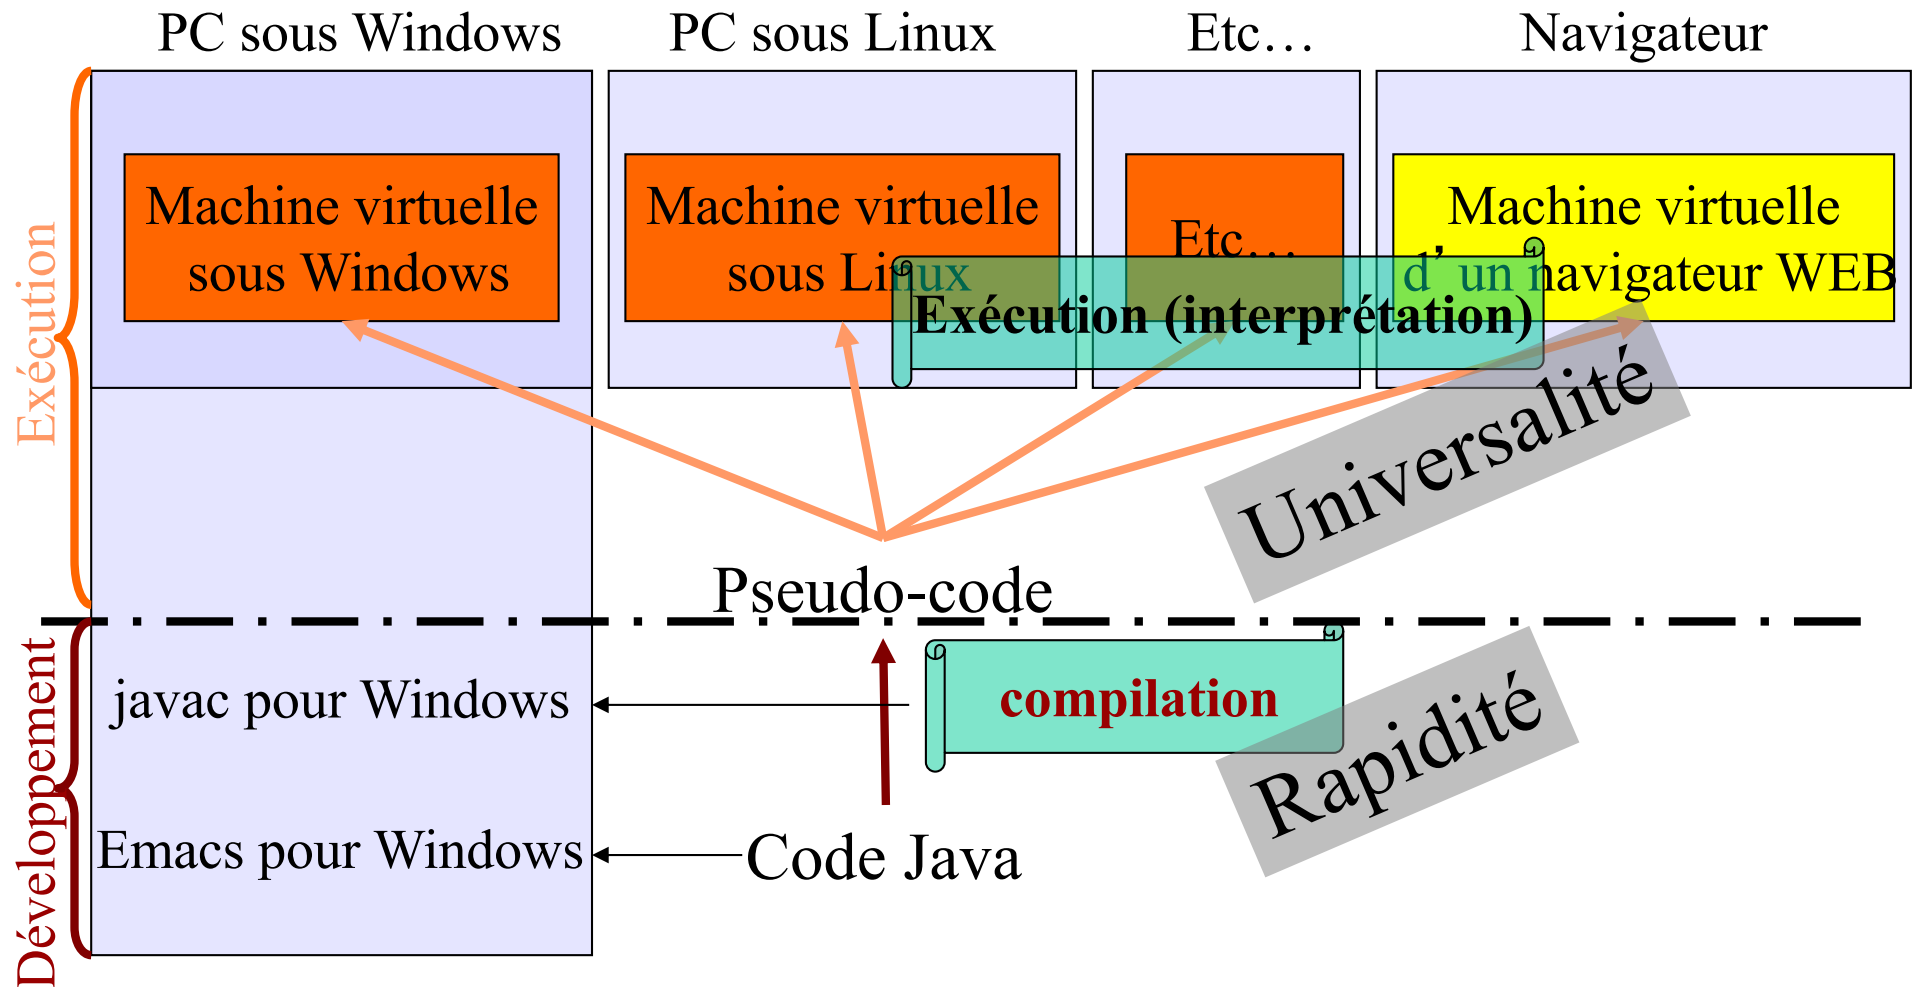 PC sous Windows
PC sous Linux
Etc…
Navigateur
Machine virtuelle
sous Windows
Machine virtuelle
sous Linux
Etc…
Machine virtuelle
d’un navigateur WEB
Exécution (interprétation)
Exécution
Universalité
Pseudo-code
Développement
javac pour Windows
compilation
Rapidité
Emacs pour Windows
Code Java